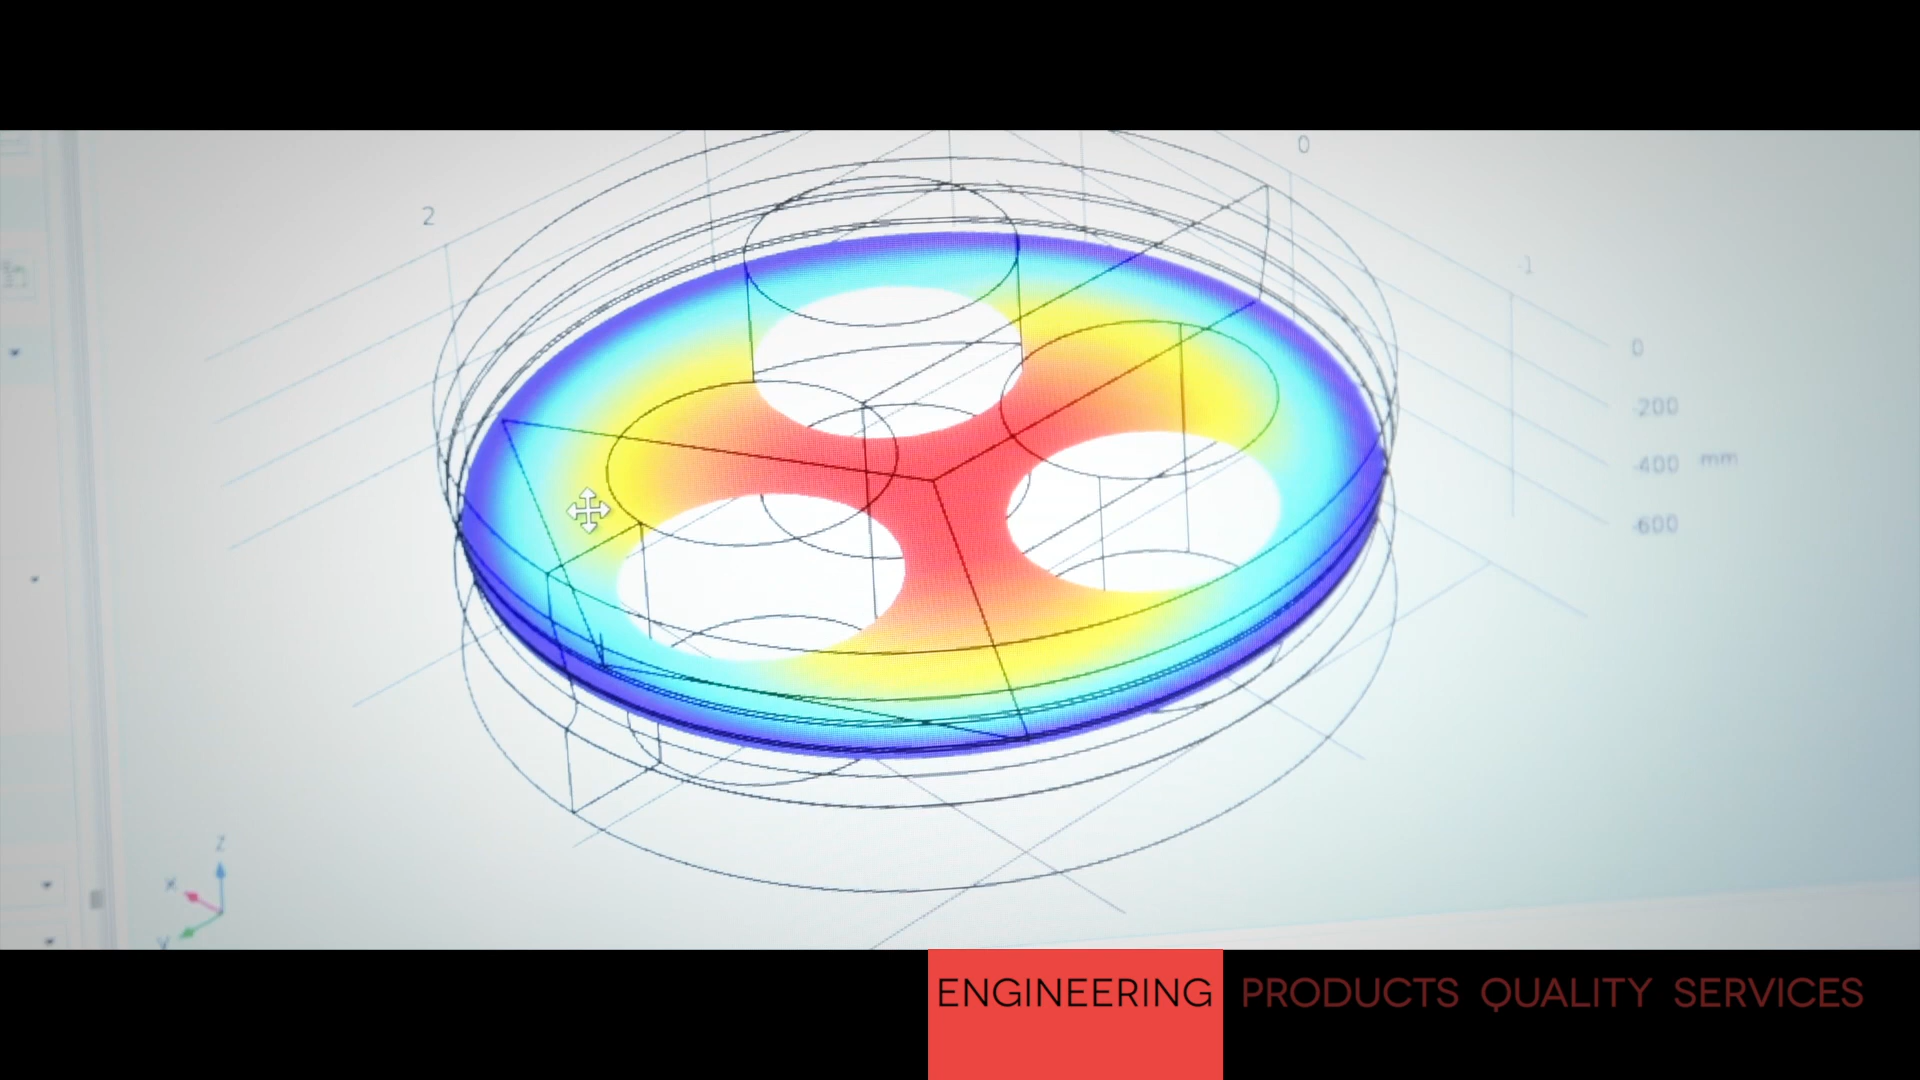 0
2
-1
0
-200
-400 mm
-600
Z
X
Y
ENGINEERING PRODUCTS QUALITY SERVICES